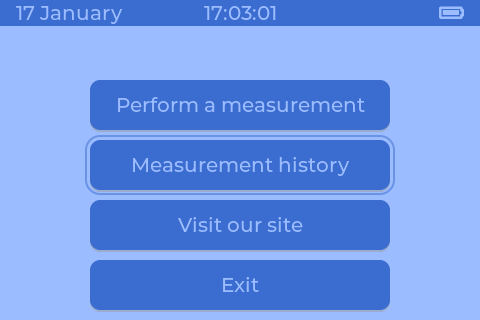 17 January 17:03:01
Perform a measurement
Measurement history
Visit our site
Exit